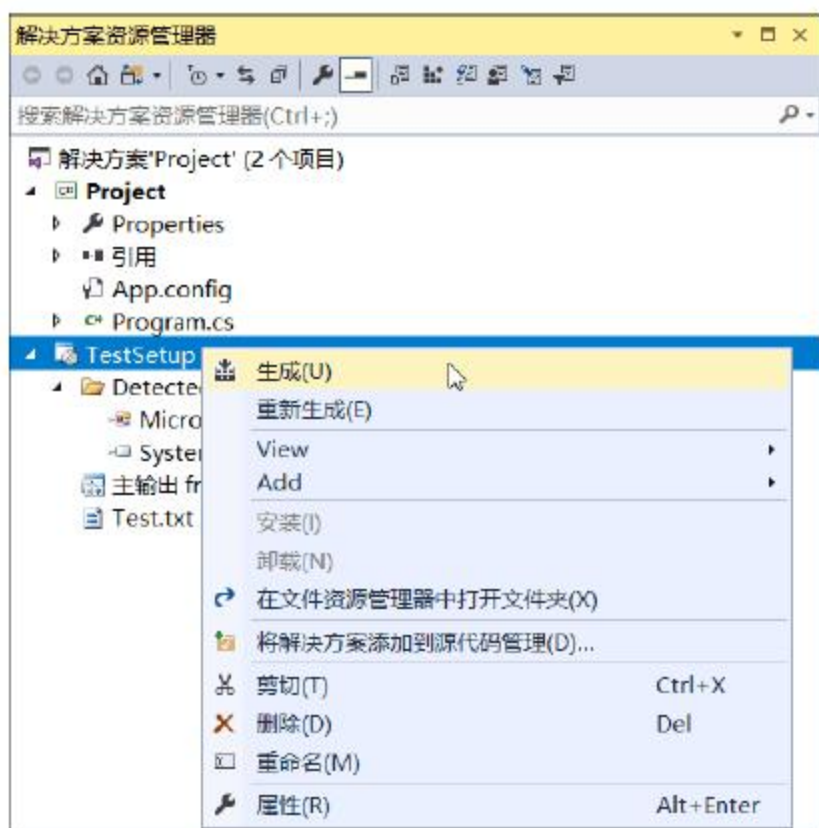 解决方案资源管理器
搜索解决方案资源管理器(Ctrl+;)
解决方案'Project' (2 个项目)
Project
Properties
引用
App.config
Program.cs
TestSetup
生成(U)
Detecte
重新生成(E)
Micro
View
Syste
Add
主输出 fr
Test.txt
安装(I)
卸载(N)
在文件资源管理器中打开文件夹(X)
将解决方案添加到源代码管理(D)...
剪切(T) Ctrl+X
删除(D) Del
重命名(M)
属性(R) Alt+Enter